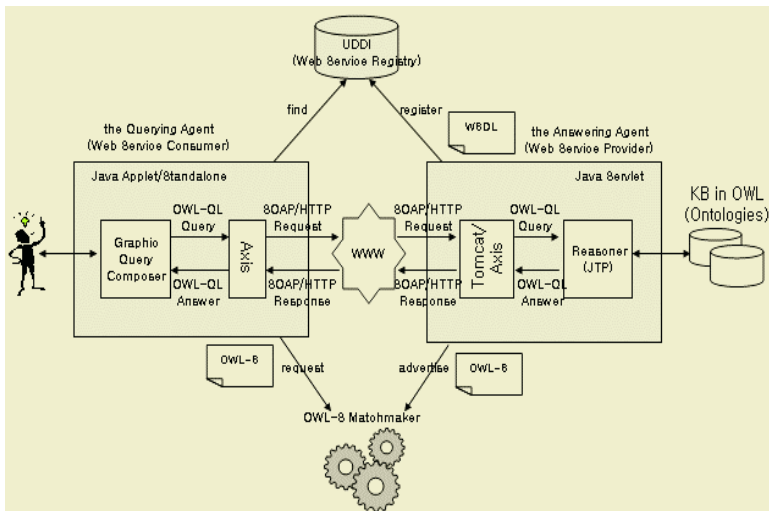 UDDI
(Web Service Registry)
find
register
WSDL
the Querying Agent
(Web Service Consumer)
the Answering Agent
(Web Service Provider)
Java Applet/Standalone
Java Servlet
KB in OWL
(Ontologies)
Graphic
Query
Composer
OWL-QL
Query
OWL-QL
Answer
Axis
SOAP/HTTP
Request
SOAP/HTTP
Response
WWW
SOAP/HTTP
Request
SOAP/HTTP
Response
Tomcat/
Axis
OWL-QL
Query
OWL-QL
Answer
Reasoner
(JTP)
OWL-S
request
advertise
OWL-S
OWL-S Matchmaker